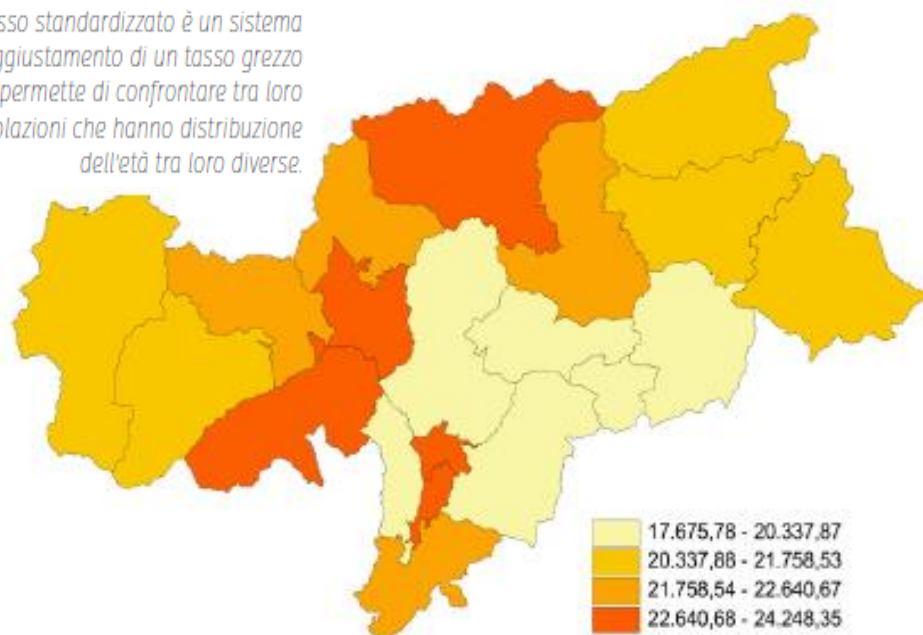 sso standardizzato è un sistema
ggiustamento di un tasso grezzo
permette di confrontare tra loro
olazioni che hanno distribuzione
dell'età tra loro diverse.
17.675,78 - 20.337,87
20.337,88 - 21.758,53
21.758,54 - 22.640,67
22.640,68 - 24.248,35